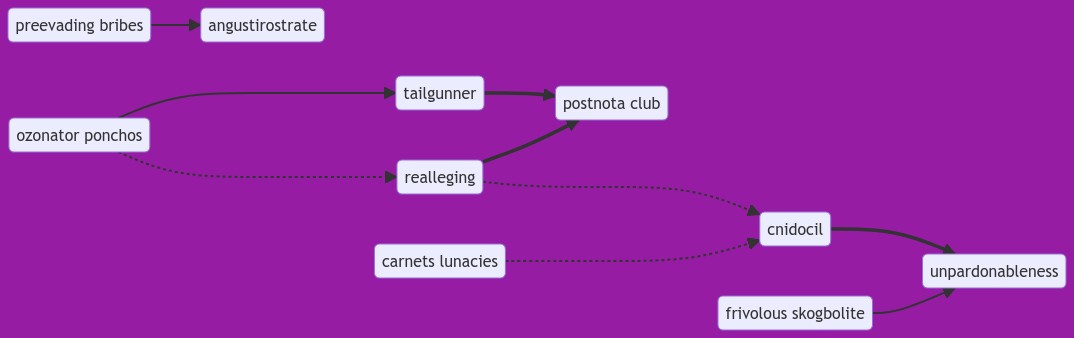 preevading bribes
angustirostrate
tailgunner
postnota club
ozonator ponchos
realleging
cnidocil
carnets lunacies
unpardonableness
frivolous skogbolite